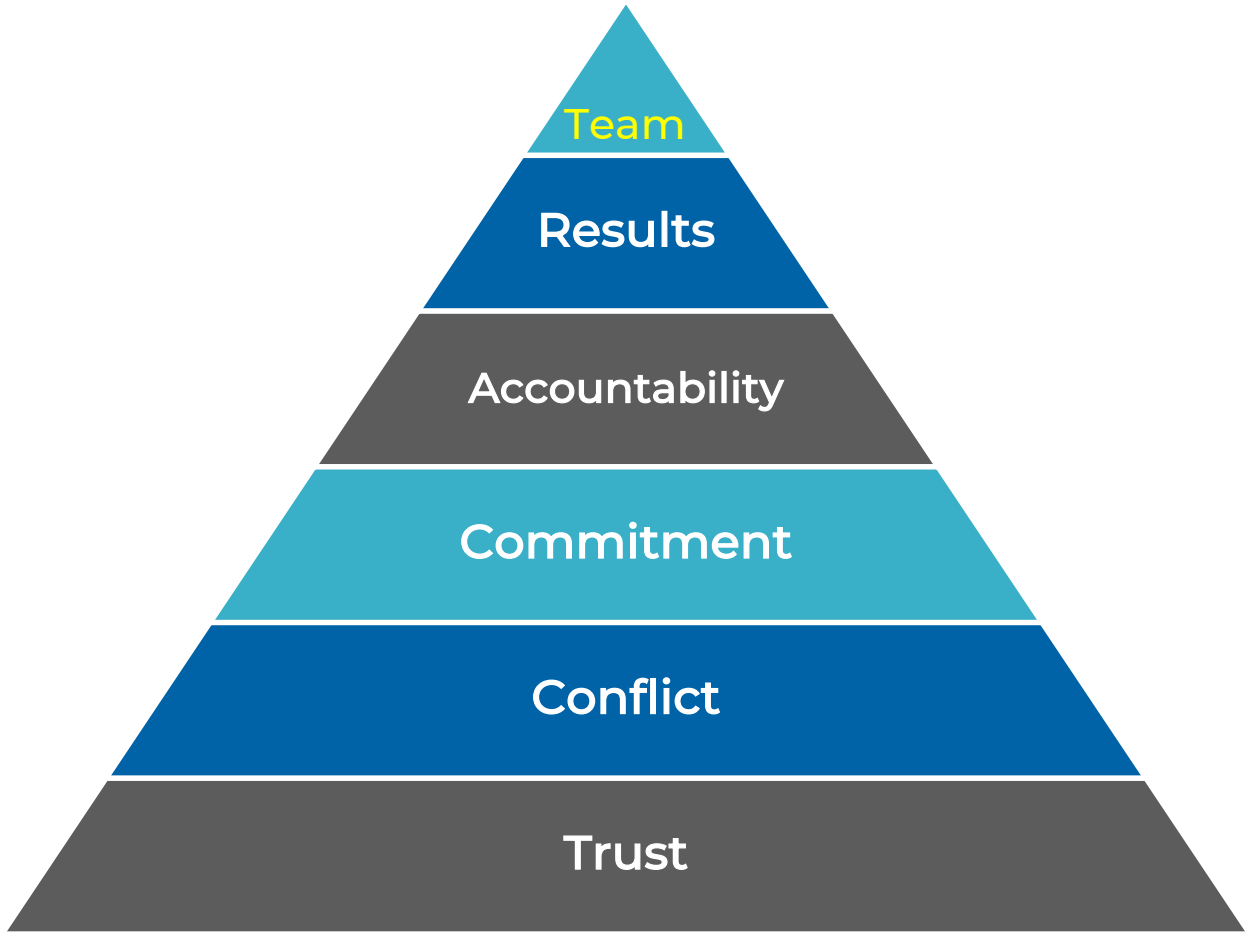 Team
Results
Accountability
Commitment
Conflict
Trust